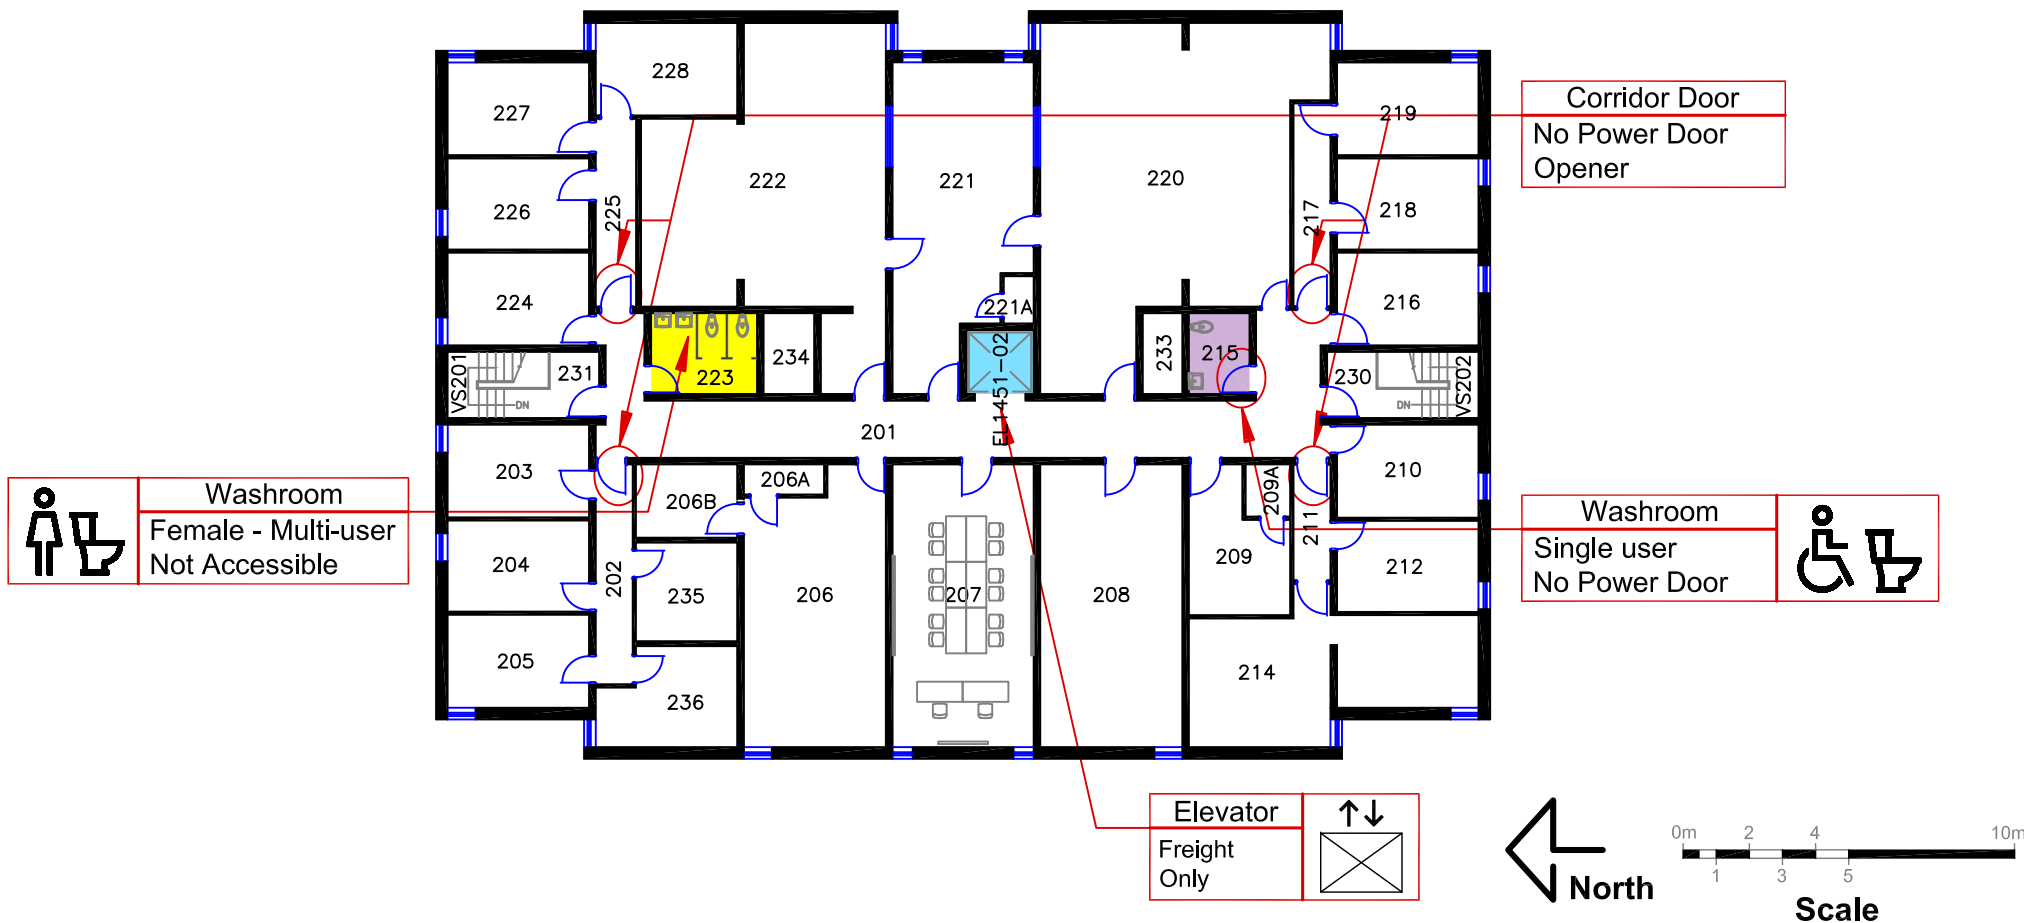 228
227
Corridor Door
219
No Power Door
Opener
222
221
220
226
225
217
218
224
221A
216
234
233
215
223
VS201
231
EL1451-02
230
VS202
DN
DN
201
203
206B
206A
209A
210
Washroom
Female - Multi-user
Not Accessible
Washroom
Single user
No Power Door
204
202
235
206
207
208
209
211
212
205
236
214
Elevator
Freight
Only
North
0m 2 4 10m
1 3 5
Scale